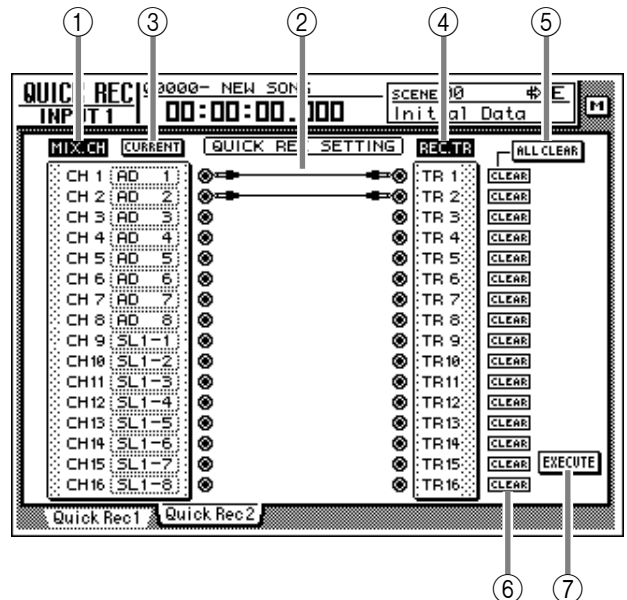 ① ③ ② ④ ⑤
QUICK REC 0000- NEW SONG SCENE 00 E
INPUT 1 00:00:00.000 Initial Data M
MIX.CH CURRENT QUICK REC SETTING REC.TR ALL CLEAR
CH 1 AD 1 TR 1 CLEAR
CH 2 AD 2 TR 2 CLEAR
CH 3 AD 3 TR 3 CLEAR
CH 4 AD 4 TR 4 CLEAR
CH 5 AD 5 TR 5 CLEAR
CH 6 AD 6 TR 6 CLEAR
CH 7 AD 7 TR 7 CLEAR
CH 8 AD 8 TR 8 CLEAR
CH 9 SL1-1 TR 9 CLEAR
CH10 SL1-2 TR10 CLEAR
CH11 SL1-3 TR11 CLEAR
CH12 SL1-4 TR12 CLEAR
CH13 SL1-5 TR13 CLEAR
CH14 SL1-6 TR14 CLEAR
CH15 SL1-7 TR15 CLEAR EXECUTE
CH16 SL1-8 TR16 CLEAR
Quick Rec1 Quick Rec2
⑥ ⑦